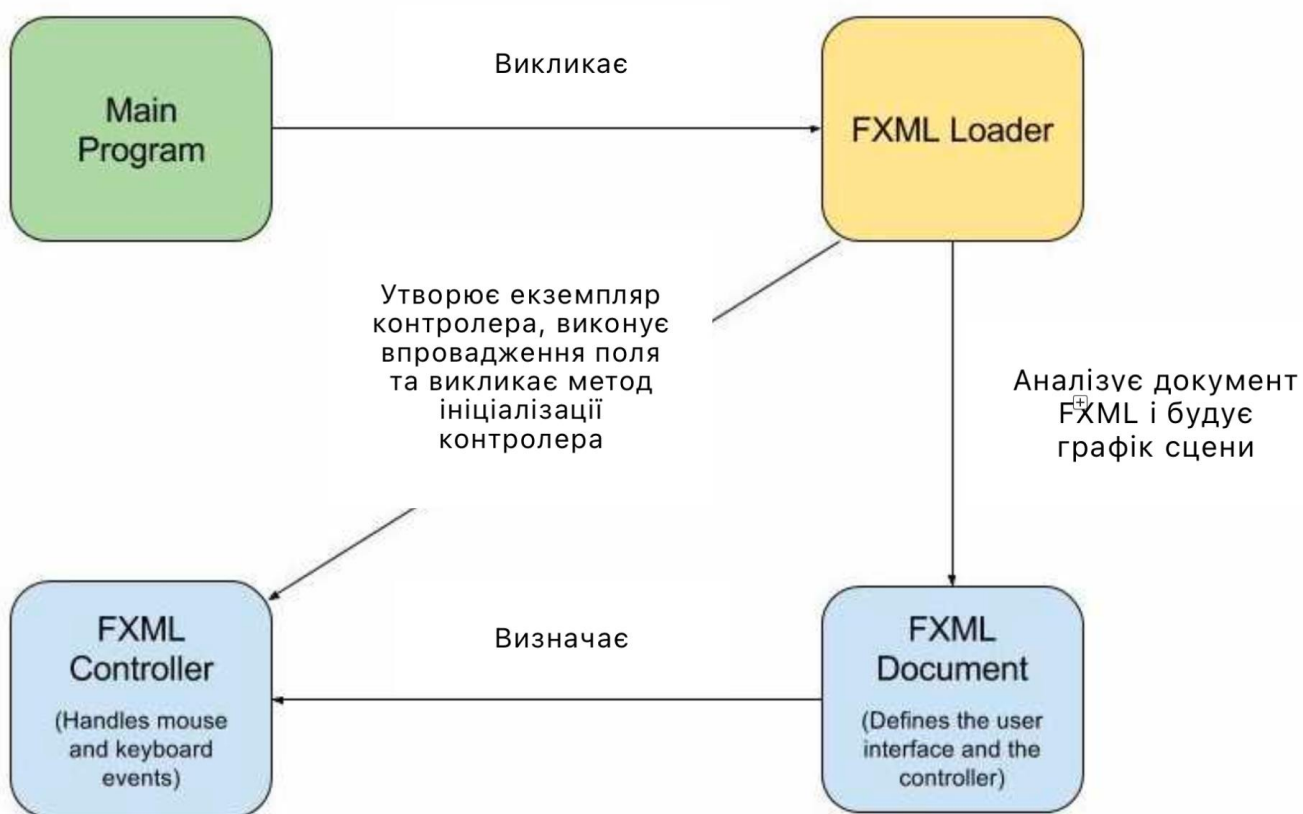 Main
Program
Викликає
FXML Loader
Утворює екземпляр
контролера, виконує
впровадження поля
та викликає метод
ініціалізації
контролера
Аналізує документ
FXML і будує
графік сцени
FXML
Controller
(Handles mouse
and keyboard
events)
Визначає
FXML
Document
(Defines the user
interface and the
controller)